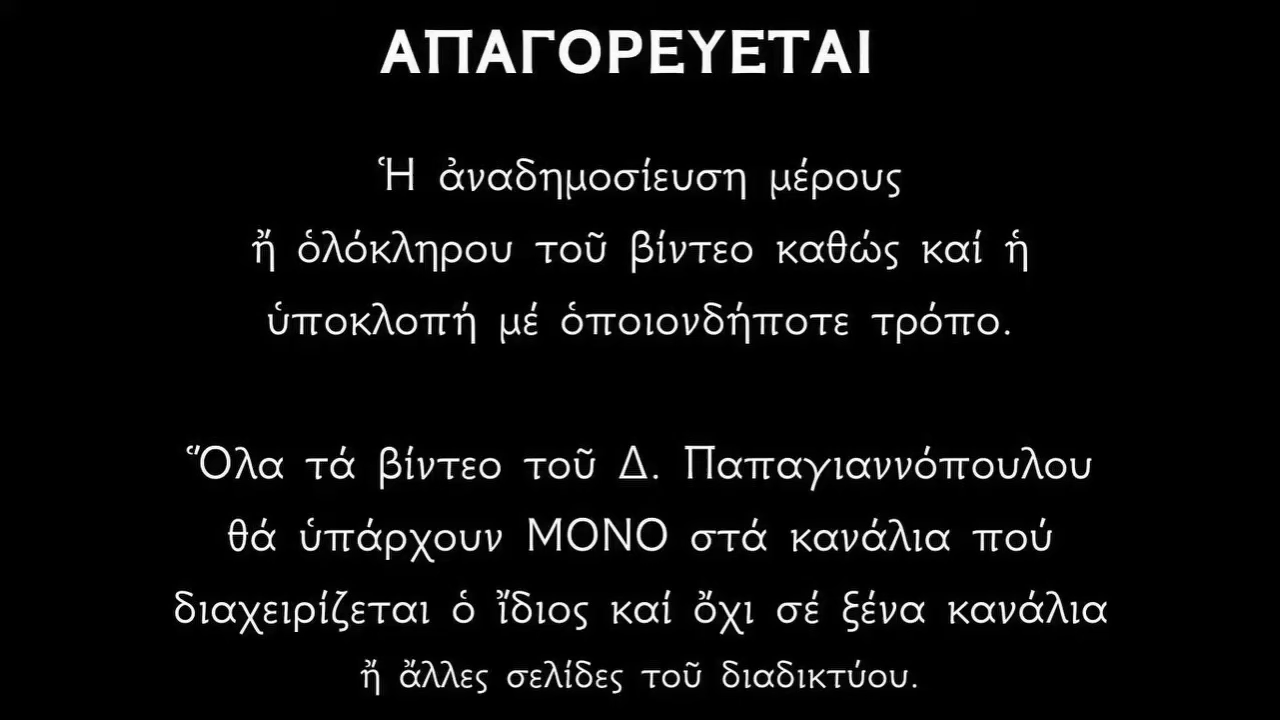 ΑΠΑΓΟΡΕΥΕΤΑΙ
Ἡ ἀναδημοσίευση μέρους
ἤ ὁλόκληρου τοῦ βίντεο καθώς καί ἡ
ὑποκλοπή μέ ὁποιονδήποτε τρόπο.
Ὅλα τά βίντεο τοῦ Δ. Παπαγιαννόπουλου
θά ὑπάρχουν ΜΟΝΟ στά κανάλια πού
διαχειρίζεται ὁ ἴδιος καί ὄχι σέ ξένα κανάλια
ἤ ἄλλες σελίδες τοῦ διαδικτύου.